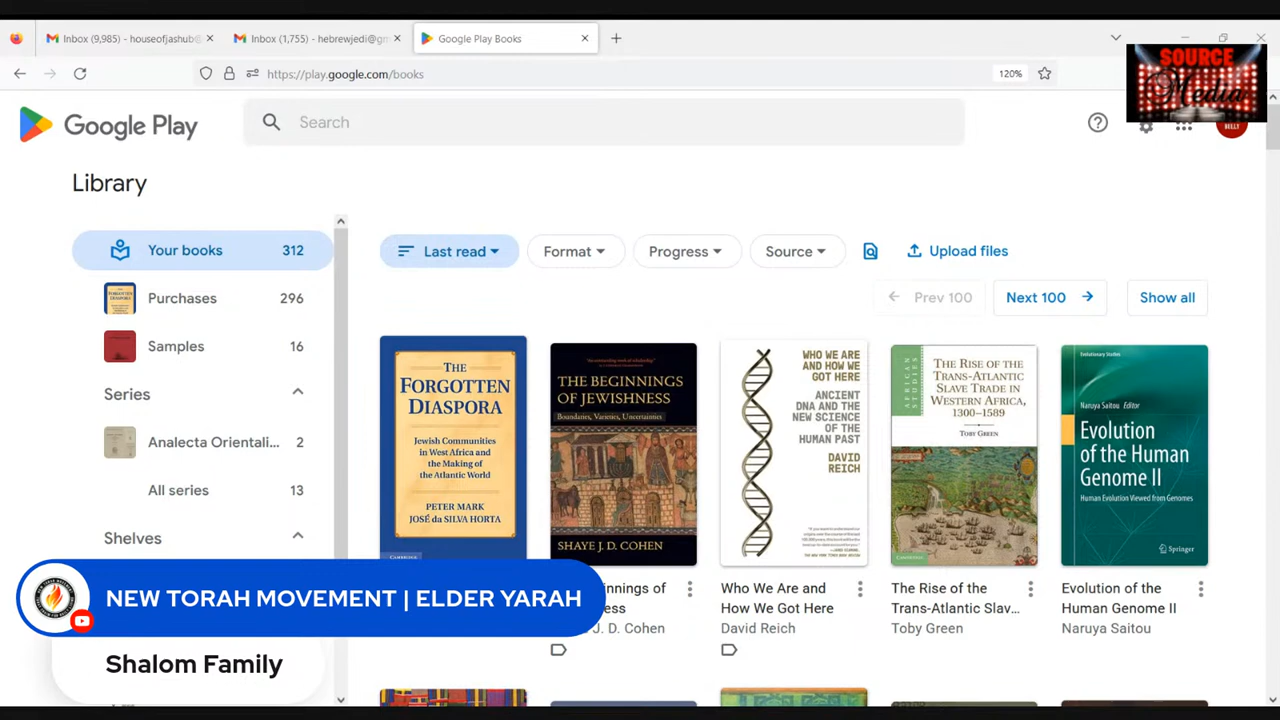 Inbox (9,985) - houseofjashub@
Inbox (1,755) - hebrewjedi@gm
Google Play Books
https://play.google.com/books
120%
SOURCE
Media
Google Play
Search
BILLY
Library
Your books 312
Purchases 296
Samples 16
Series
Analecta Orientali... 2
All series 13
Shelves
Last read
Format
Progress
Source
Upload files
Prev 100
Next 100
Show all
THE
FORGOTTEN
DIASPORA
Jewish Communities
in West Africa and
the Making of
the Atlantic World
PETER MARK
JOSÉ da SILVA HORTA
CAMBRIDGE
THE BEGINNINGS
OF JEWISHNESS
Boundaries, Varieties, Uncertainties
SHAYE J. D. COHEN
WHO WE ARE
AND HOW WE
GOT HERE
ANCIENT
DNA AND THE
NEW SCIENCE
OF THE
HUMAN PAST
DAVID
REICH
AFRICAN STUDIES
THE RISE OF THE
TRANS-ATLANTIC
SLAVE TRADE IN
WESTERN AFRICA,
1300–1589
TOBY GREEN
CAMBRIDGE
Evolutionary Studies
Naruya Saitou Editor
Evolution
of the Human
Genome II
Human Evolution Viewed from Genomes
Springer
innings of
ess
J. D. Cohen
Who We Are and
How We Got Here
David Reich
The Rise of the
Trans-Atlantic Slav...
Toby Green
Evolution of the
Human Genome II
Naruya Saitou
NEW TORAH MOVEMENT | ELDER YARAH
Shalom Family